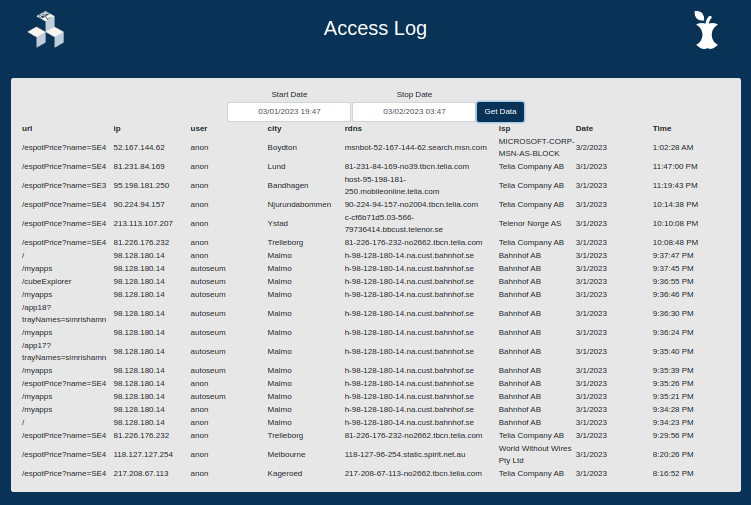 Access Log
Start Date Stop Date
03/01/2023 19:47 03/02/2023 03:47 Get Data
url ip user city rdns isp Date Time
/espotPrice?name=SE4 52.167.144.62 anon Boydton msnbot-52-167-144-62.search.msn.com MICROSOFT-CORP-MSN-AS-BLOCK 3/2/2023 1:02:28 AM
/espotPrice?name=SE4 81.231.84.169 anon Lund 81-231-84-169-no39.tbcn.telia.com Telia Company AB 3/1/2023 11:47:00 PM
/espotPrice?name=SE3 95.198.181.250 anon Bandhagen host-95-198-181-250.mobileonline.telia.com Telia Company AB 3/1/2023 11:19:43 PM
/espotPrice?name=SE4 90.224.94.157 anon Njurundabommen 90-224-94-157-no2004.tbcn.telia.com Telia Company AB 3/1/2023 10:14:38 PM
/espotPrice?name=SE4 213.113.107.207 anon Ystad c-cf6b71d5.03-566-79736414.bbcust.telenor.se Telenor Norge AS 3/1/2023 10:10:08 PM
/espotPrice?name=SE4 81.226.176.232 anon Trelleborg 81-226-176-232-no2662.tbcn.telia.com Telia Company AB 3/1/2023 10:08:48 PM
/ 98.128.180.14 anon Malmo h-98-128-180-14.na.cust.bahnhof.se Bahnhof AB 3/1/2023 9:37:47 PM
/myapps 98.128.180.14 autoseum Malmo h-98-128-180-14.na.cust.bahnhof.se Bahnhof AB 3/1/2023 9:37:45 PM
/cubeExplorer 98.128.180.14 autoseum Malmo h-98-128-180-14.na.cust.bahnhof.se Bahnhof AB 3/1/2023 9:36:55 PM
/myapps 98.128.180.14 autoseum Malmo h-98-128-180-14.na.cust.bahnhof.se Bahnhof AB 3/1/2023 9:36:46 PM
/app18?trayNames=simrishamn 98.128.180.14 autoseum Malmo h-98-128-180-14.na.cust.bahnhof.se Bahnhof AB 3/1/2023 9:36:30 PM
/myapps 98.128.180.14 autoseum Malmo h-98-128-180-14.na.cust.bahnhof.se Bahnhof AB 3/1/2023 9:36:24 PM
/app17?trayNames=simrishamn 98.128.180.14 autoseum Malmo h-98-128-180-14.na.cust.bahnhof.se Bahnhof AB 3/1/2023 9:35:40 PM
/myapps 98.128.180.14 autoseum Malmo h-98-128-180-14.na.cust.bahnhof.se Bahnhof AB 3/1/2023 9:35:39 PM
/espotPrice?name=SE4 98.128.180.14 anon Malmo h-98-128-180-14.na.cust.bahnhof.se Bahnhof AB 3/1/2023 9:35:26 PM
/myapps 98.128.180.14 autoseum Malmo h-98-128-180-14.na.cust.bahnhof.se Bahnhof AB 3/1/2023 9:35:21 PM
/myapps 98.128.180.14 anon Malmo h-98-128-180-14.na.cust.bahnhof.se Bahnhof AB 3/1/2023 9:34:28 PM
/ 98.128.180.14 anon Malmo h-98-128-180-14.na.cust.bahnhof.se Bahnhof AB 3/1/2023 9:34:23 PM
/espotPrice?name=SE4 81.226.176.232 anon Trelleborg 81-226-176-232-no2662.tbcn.telia.com Telia Company AB 3/1/2023 9:29:56 PM
/espotPrice?name=SE4 118.127.127.254 anon Melbourne 118-127-96-254.static.spirit.net.au World Without Wires Pty Ltd 3/1/2023 8:20:26 PM
/espotPrice?name=SE4 217.208.67.113 anon Kageroed 217-208-67-113-no2662.tbcn.telia.com Telia Company AB 3/1/2023 8:16:52 PM